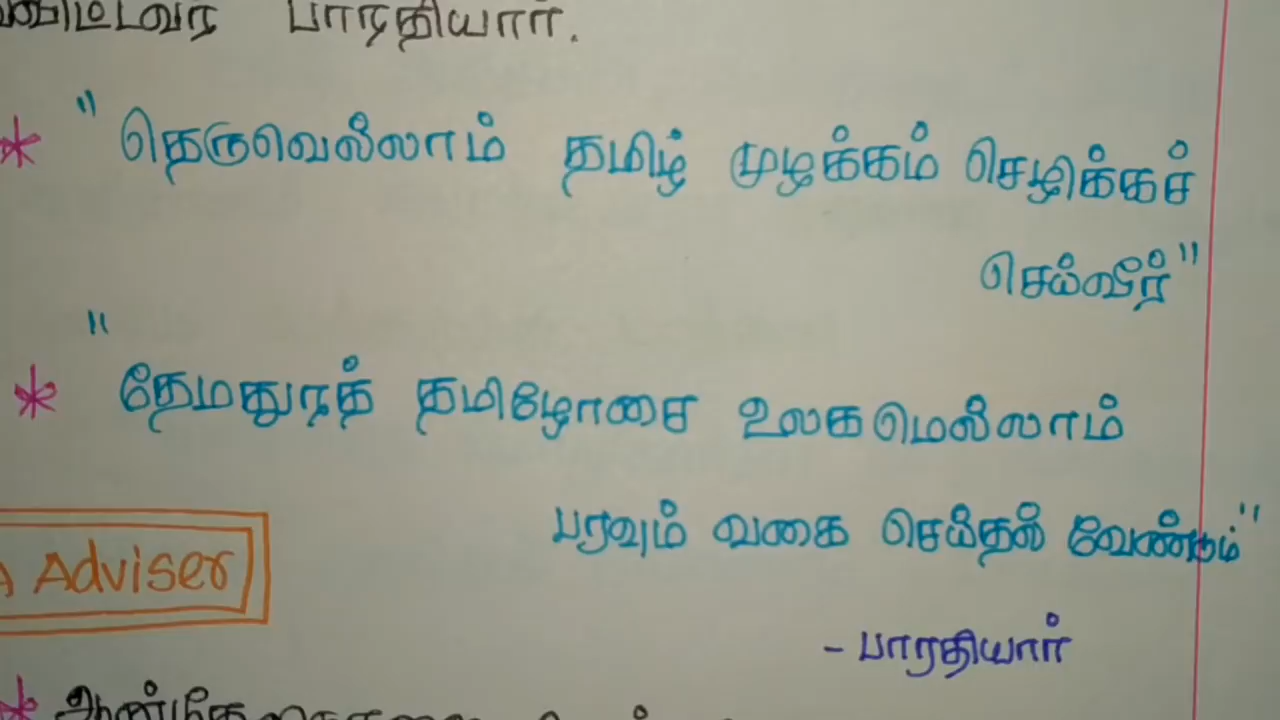 பாரதியார்.
* " தெருவெல்லாம் தமிழ் முழக்கம் செழிக்கச்
செய்வீர்"
* " தேமதுரத் தமிழோசை உலகமெல்லாம்
பரவும் வகை செய்தல் வேண்டும்"
Adviser
- பாரதியார்
*